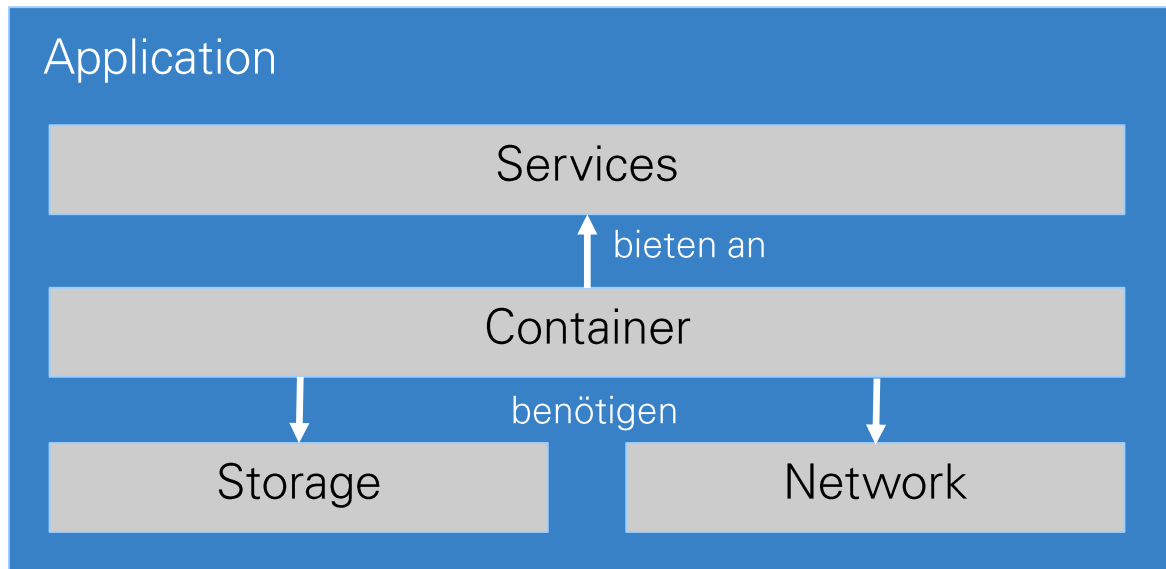 Application
Services
bieten an
Container
benötigen
Storage
Network